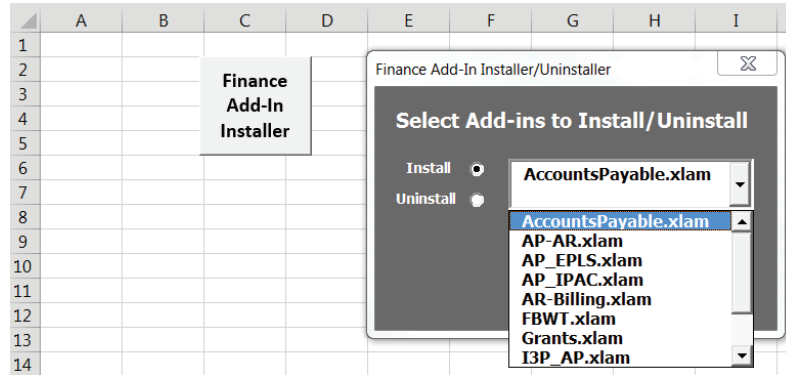 A B C D E F G H I
1
2
3
4
5
6
7
8
9
10
11
12
13
14
Finance
Add-In
Installer
Finance Add-In Installer/Uninstaller
Select Add-ins to Install/Uninstall
Install
Uninstall
AccountsPayable.xlam
AccountsPayable.xlam
AP-AR.xlam
AP_EPLS.xlam
AP_IPAC.xlam
AR-Billing.xlam
FBWT.xlam
Grants.xlam
I3P_AP.xlam